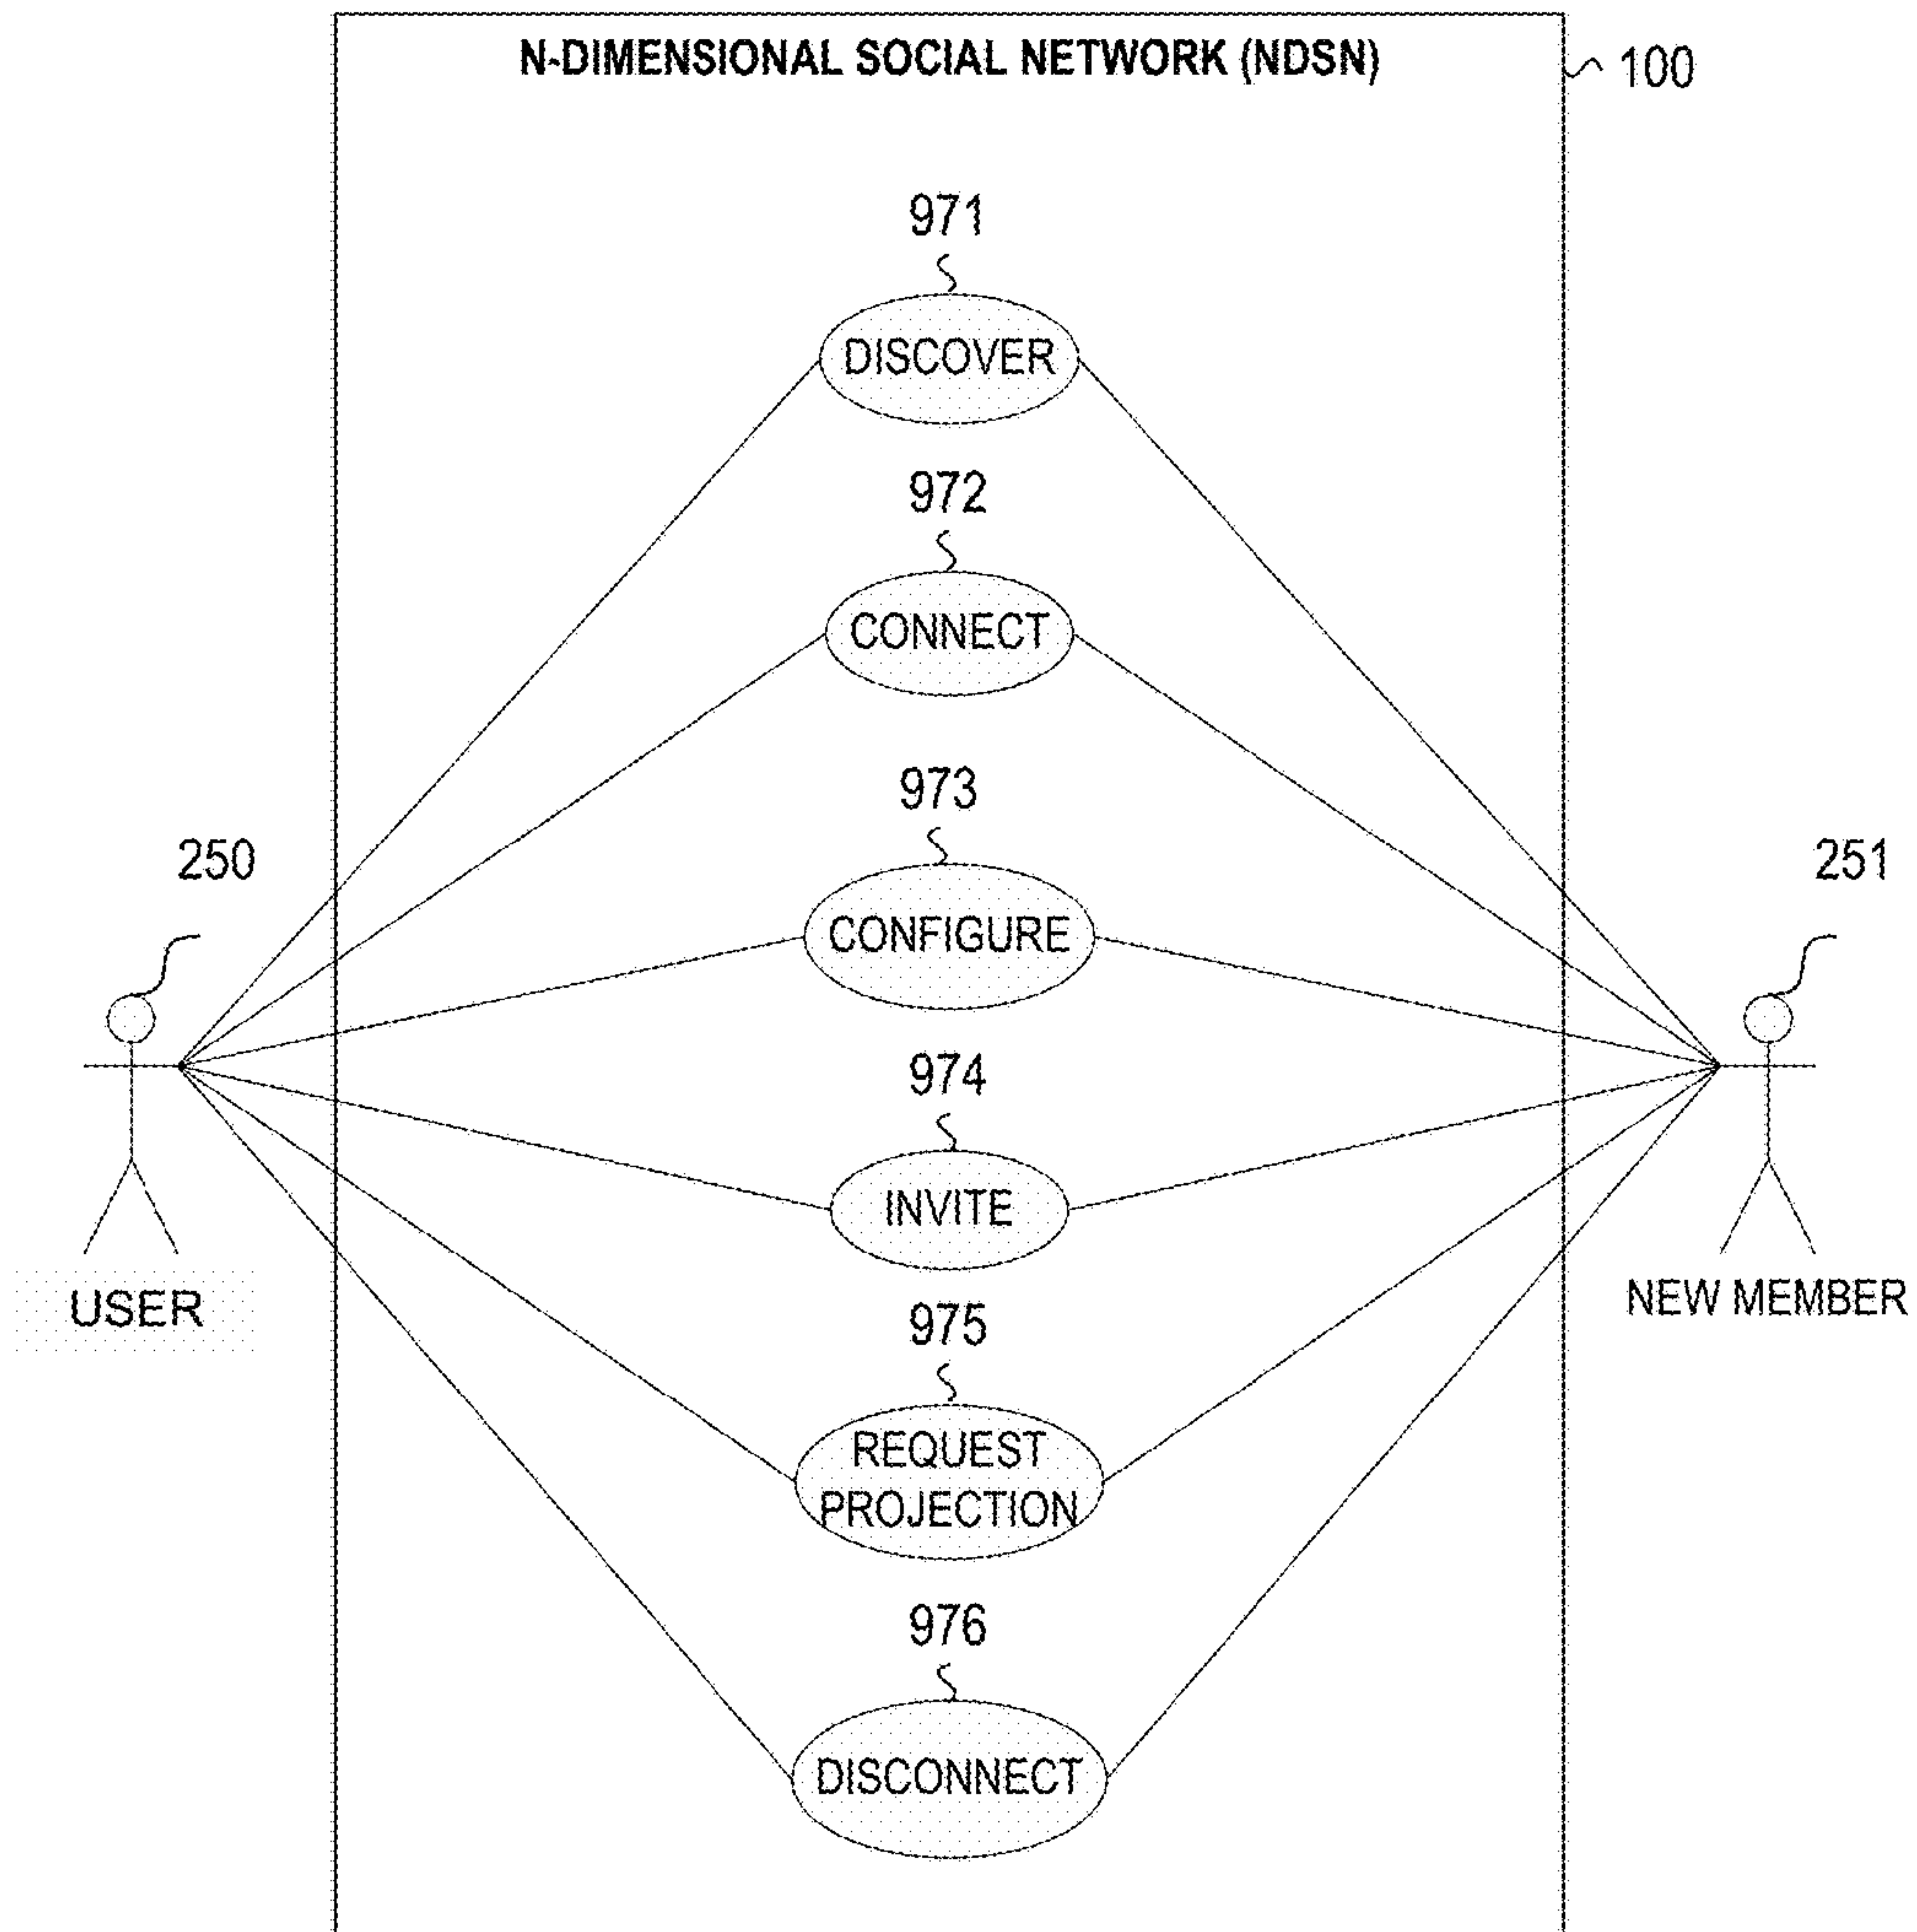 N-DIMENSIONAL SOCIAL NETWORK (NDSN)
100
971
DISCOVER
972
CONNECT
973
CONFIGURE
250
251
974
INVITE
USER
NEW MEMBER
975
REQUEST
PROJECTION
976
DISCONNECT